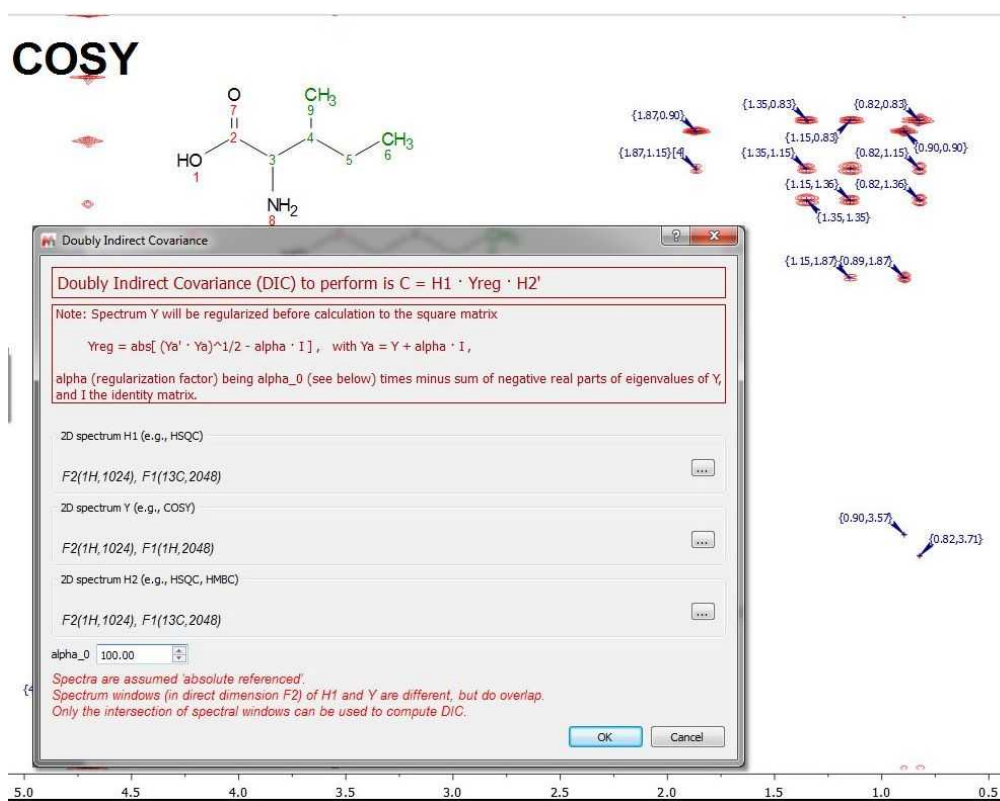 COSY
O
7
CH₃
9
2
4
CH₃
HO
1
3
5
6
NH₂
8
{1.87,0.90}
{1.35,0.83}
{0.82,0.83}
{1.15,0.83}
{0.90,0.90}
{1.87,1.15}[4]
{1.35,1.15}
{0.82,1.15}
{1.15,1.36}
{0.82,1.36}
{1.35,1.35}
{1.15,1.87}
{0.89,1.87}
{0.90,3.57}
{0.82,3.71}
Doubly Indirect Covariance
Doubly Indirect Covariance (DIC) to perform is C = H1 · Yreg · H2'
Note: Spectrum Y will be regularized before calculation to the square matrix
Yreg = abs[ (Ya' · Ya)^1/2 - alpha · I ] , with Ya = Y + alpha · I ,
alpha (regularization factor) being alpha_0 (see below) times minus sum of negative real parts of eigenvalues of Y,
and I the identity matrix.
2D spectrum H1 (e.g., HSQC)
F2(1H,1024), F1(13C,2048)
...
2D spectrum Y (e.g., COSY)
F2(1H,1024), F1(1H,2048)
...
2D spectrum H2 (e.g., HSQC, HMBC)
F2(1H,1024), F1(13C,2048)
...
alpha_0 100.00
Spectra are assumed 'absolute referenced'.
Spectrum windows (in direct dimension F2) of H1 and Y are different, but do overlap.
Only the intersection of spectral windows can be used to compute DIC.
OK Cancel
5.0 4.5 4.0 3.5 3.0 2.5 2.0 1.5 1.0 0.5